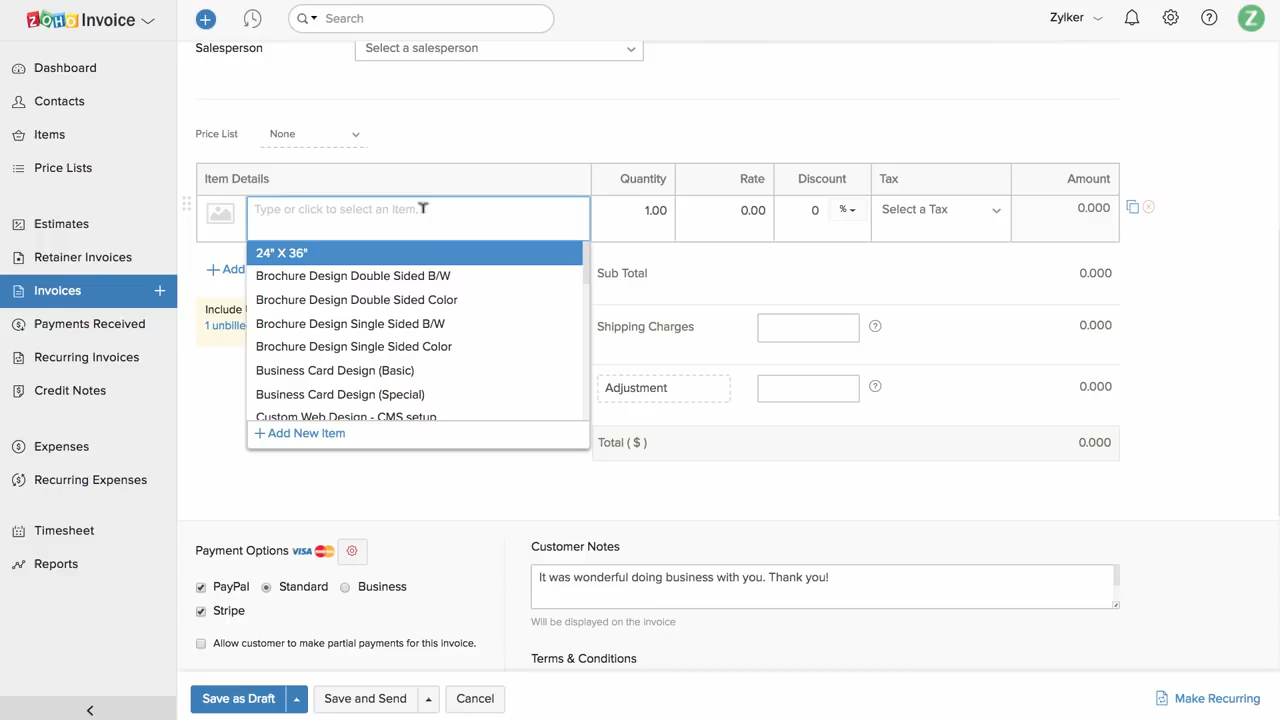 ZOHO Invoice
Search
Zylker
Z
Salesperson
Select a salesperson
Dashboard
Contacts
Items
Price Lists
Estimates
Retainer Invoices
Invoices
Payments Received
Recurring Invoices
Credit Notes
Expenses
Recurring Expenses
Timesheet
Reports
Price List
None
Item Details
Quantity
Rate
Discount
Tax
Amount
Type or click to select an item.
1.00
0.00
0
%
Select a Tax
0.000
24" X 36"
Brochure Design Double Sided B/W
Brochure Design Double Sided Color
Brochure Design Single Sided B/W
Brochure Design Single Sided Color
Business Card Design (Basic)
Business Card Design (Special)
Custom Web Design - CMS setup
+ Add New Item
+ Add
Include
1 unbille
Sub Total
0.000
Shipping Charges
?
0.000
Adjustment
?
0.000
Total ( $ )
0.000
Payment Options VISA
PayPal
Standard
Business
Stripe
Allow customer to make partial payments for this invoice.
Customer Notes
It was wonderful doing business with you. Thank you!
Will be displayed on the invoice
Terms & Conditions
Save as Draft
Save and Send
Cancel
Make Recurring